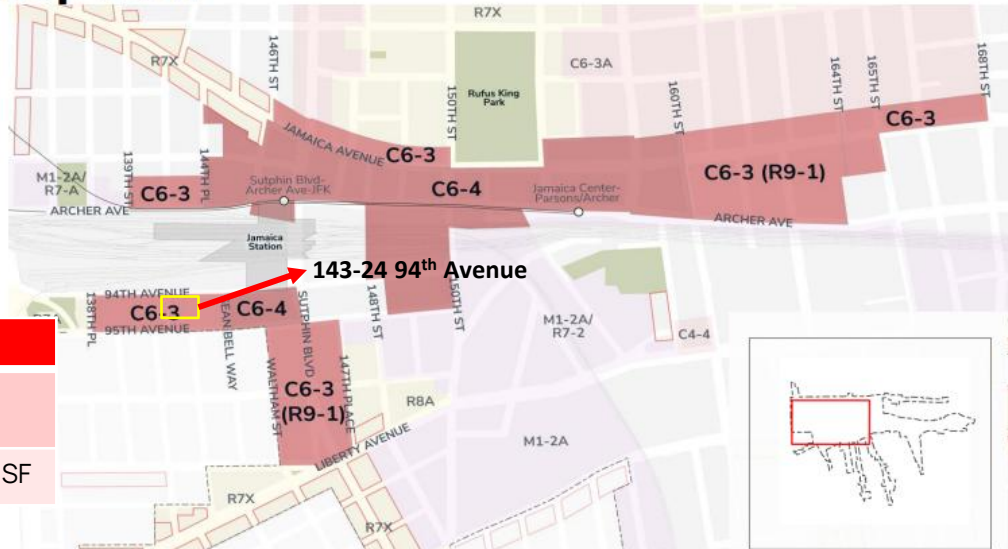 R7X
R7X
146TH ST
C6-3A
150TH ST
Rufus King
Park
160TH ST
164TH ST
165TH ST
168TH ST
C6-3
JAMAICA AVENUE
C6-3
M1-2A/
R7-A
139TH ST
144TH PL
C6-3
Sutphin Blvd-
Archer Ave-JFK
C6-4
Jamaica Center-
Parsons/Archer
C6-3 (R9-1)
ARCHER AVE
ARCHER AVE
Jamaica
Station
143-24 94th Avenue
94TH AVENUE
138TH PL
C6-3
C6-4
95TH AVENUE
SUTPHIN BLVD
148TH ST
150TH ST
M1-2A/
R7-2
C4-4
EAN BELL WAY
WALTHAM ST
147TH PLACE
C6-3
(R9-1)
R8A
SF
LIBERTY AVENUE
M1-2A
R7X
R7X